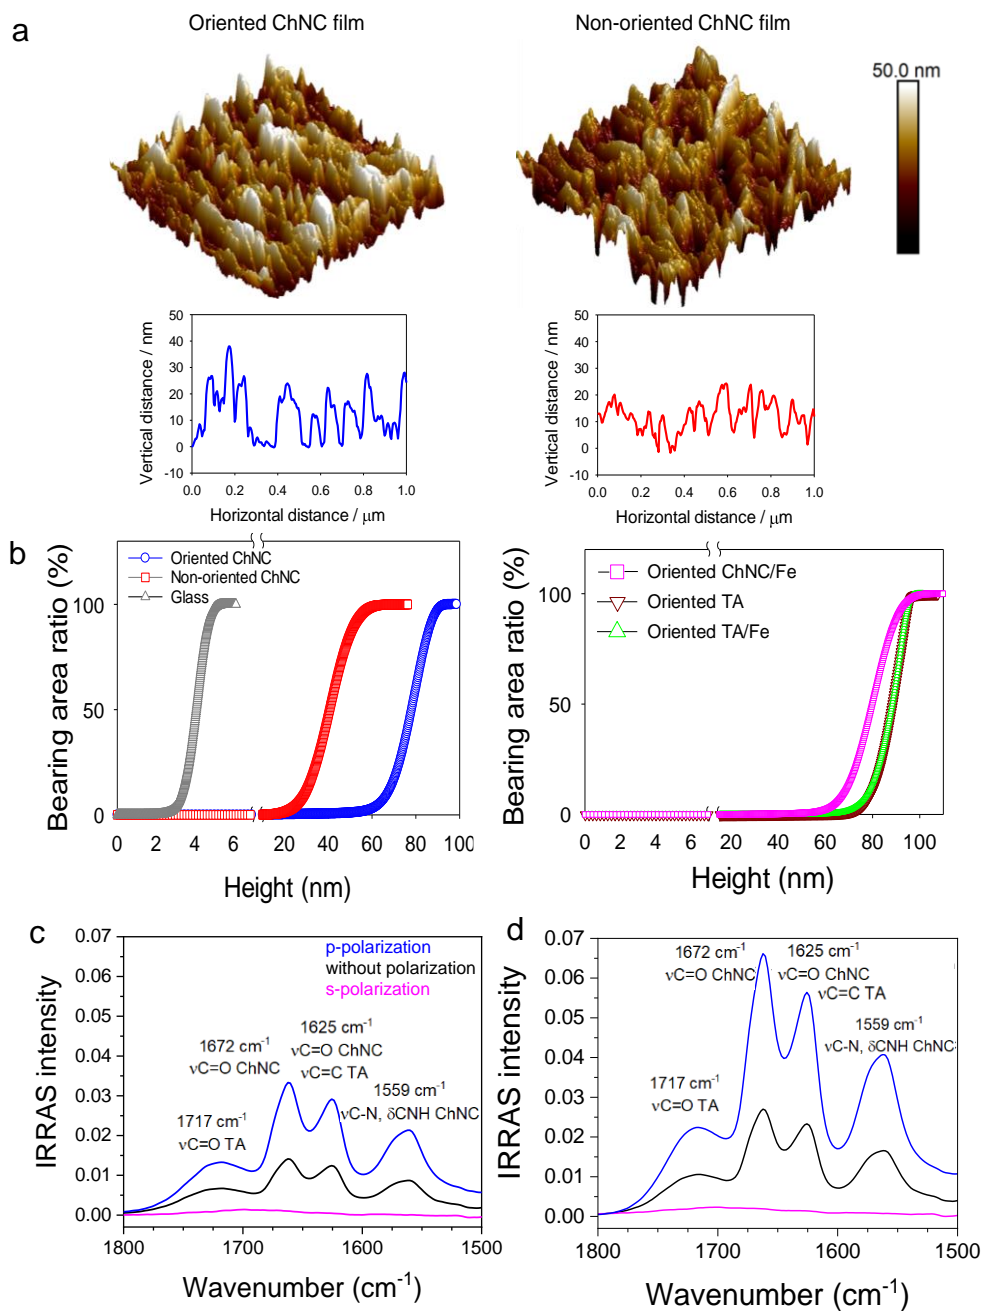 a
Oriented ChNC film
Non-oriented ChNC film
50.0 nm
Vertical distance / nm
50
40
30
20
10
0
-10
0.0 0.2 0.4 0.6 0.8 1.0
Horizontal distance / μm
Vertical distance / nm
50
40
30
20
10
0
-10
0.0 0.2 0.4 0.6 0.8 1.0
Horizontal distance / μm
b
Bearing area ratio (%)
Oriented ChNC
Non-oriented ChNC
Glass
100
50
0
0 2 4 6 20 40 60 80 100
Height (nm)
Bearing area ratio (%)
Oriented ChNC/Fe
Oriented TA
Oriented TA/Fe
100
50
0
0 2 4 6 20 40 60 80 100
Height (nm)
c
IRRAS intensity
0.07
0.06
0.05
0.04
0.03
0.02
0.01
0.00
p-polarization
without polarization
s-polarization
1672 cm⁻¹
νC=O ChNC
1625 cm⁻¹
νC=O ChNC
νC=C TA
1717 cm⁻¹
νC=O TA
1559 cm⁻¹
νC-N, δCNH ChNC
1800 1700 1600 1500
Wavenumber (cm⁻¹)
d
IRRAS intensity
0.07
0.06
0.05
0.04
0.03
0.02
0.01
0.00
1672 cm⁻¹
νC=O ChNC
1625 cm⁻¹
νC=O ChNC
νC=C TA
1717 cm⁻¹
νC=O TA
1559 cm⁻¹
νC-N, δCNH ChNC
1800 1700 1600 1500
Wavenumber (cm⁻¹)